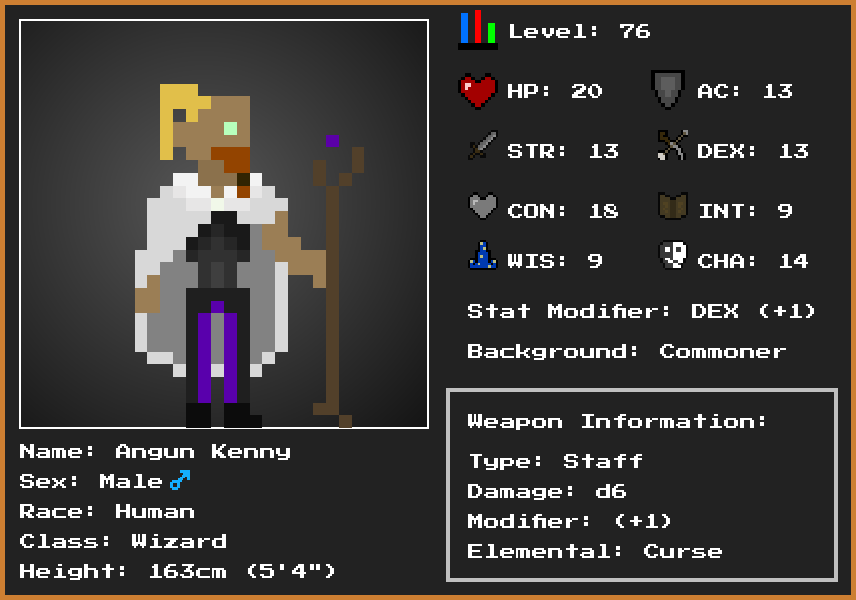 Level: 76
HP: 20
AC: 13
STR: 13
DEX: 13
CON: 18
INT: 9
WIS: 9
CHA: 14
Stat Modifier: DEX (+1)
Background: Commoner
Weapon Information:
Type: Staff
Damage: d6
Modifier: (+1)
Elemental: Curse
Name: Angun Kenny
Sex: Male♂
Race: Human
Class: Wizard
Height: 163cm (5'4")